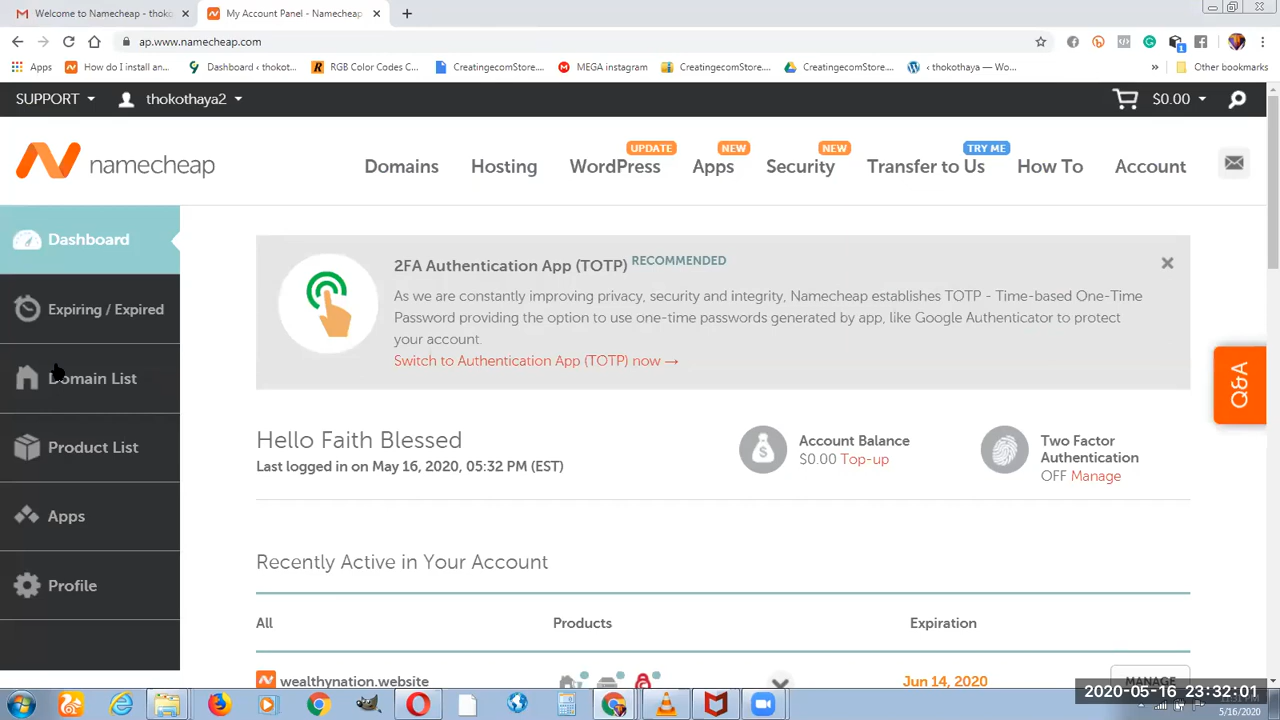 Welcome to Namecheap - thoko
My Account Panel - Namecheap
ap.www.namecheap.com
Apps
How do I install an...
Dashboard ‹ thokot...
RGB Color Codes C...
CreatingecomStore...
MEGA instagram
CreatingecomStore...
CreatingecomStore...
‹ thokothaya — Wo...
»
Other bookmarks
SUPPORT
thokothaya2
$0.00
namecheap
Domains
Hosting
UPDATE
WordPress
NEW
Apps
NEW
Security
TRY ME
Transfer to Us
How To
Account
Dashboard
Expiring / Expired
Domain List
Product List
Apps
Profile
2FA Authentication App (TOTP) RECOMMENDED
As we are constantly improving privacy, security and integrity, Namecheap establishes TOTP - Time-based One-Time
Password providing the option to use one-time passwords generated by app, like Google Authenticator to protect
your account.
Switch to Authentication App (TOTP) now →
Q&A
Hello Faith Blessed
Last logged in on May 16, 2020, 05:32 PM (EST)
Account Balance
$0.00 Top-up
Two Factor
Authentication
OFF Manage
Recently Active in Your Account
All
Products
Expiration
wealthynation.website
Jun 14, 2020
MANAGE
2020-05-16 23:32:01
5/16/2020